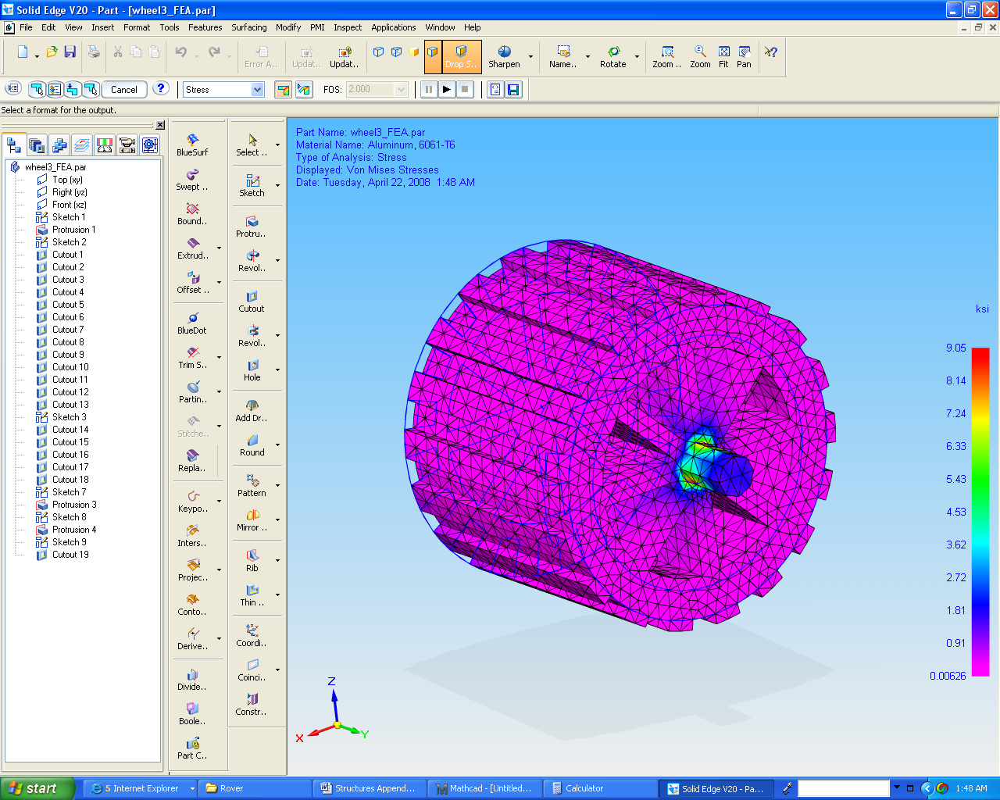 Solid Edge V20 - Part - [wheel3_FEA.par]
File Edit View Insert Format Tools Features Surfacing Modify PMI Inspect Applications Window Help
Error A.. Updat.. Updat.. Drop S.. Sharpen Name.. Rotate Zoom .. Zoom Fit Pan
Cancel Stress FOS: 2.000
Select a format for the output.
wheel3_FEA.par
Top (xy)
Right (yz)
Front (xz)
Sketch 1
Protrusion 1
Sketch 2
Cutout 1
Cutout 2
Cutout 3
Cutout 4
Cutout 5
Cutout 6
Cutout 7
Cutout 8
Cutout 9
Cutout 10
Cutout 11
Cutout 12
Cutout 13
Sketch 3
Cutout 14
Cutout 15
Cutout 16
Cutout 17
Cutout 18
Sketch 7
Protrusion 3
Sketch 8
Protrusion 4
Sketch 9
Cutout 19
BlueSurf
Swept ..
Bound..
Extrud..
Offset ..
BlueDot
Trim S..
Partin..
Stitche..
Repla..
Keypo..
Inters..
Projec..
Conto..
Derive..
Divide..
Boole..
Part C..
Select ..
Sketch
Protru..
Revol..
Cutout
Revol..
Hole
Add Dr..
Round
Pattern
Mirror ..
Rib
Thin ..
Coordi..
Coinci..
Constr..
Part Name: wheel3_FEA.par
Material Name: Aluminum, 6061-T6
Type of Analysis: Stress
Displayed: Von Mises Stresses
Date: Tuesday, April 22, 2008 1:48 AM
ksi
9.05
8.14
7.24
6.33
5.43
4.53
3.62
2.72
1.81
0.91
0.00626
Z
X
Y
start 5 Internet Explorer Rover Structures Append... Mathcad - [Untitled... Calculator Solid Edge V20 - Pa... 1:48 AM